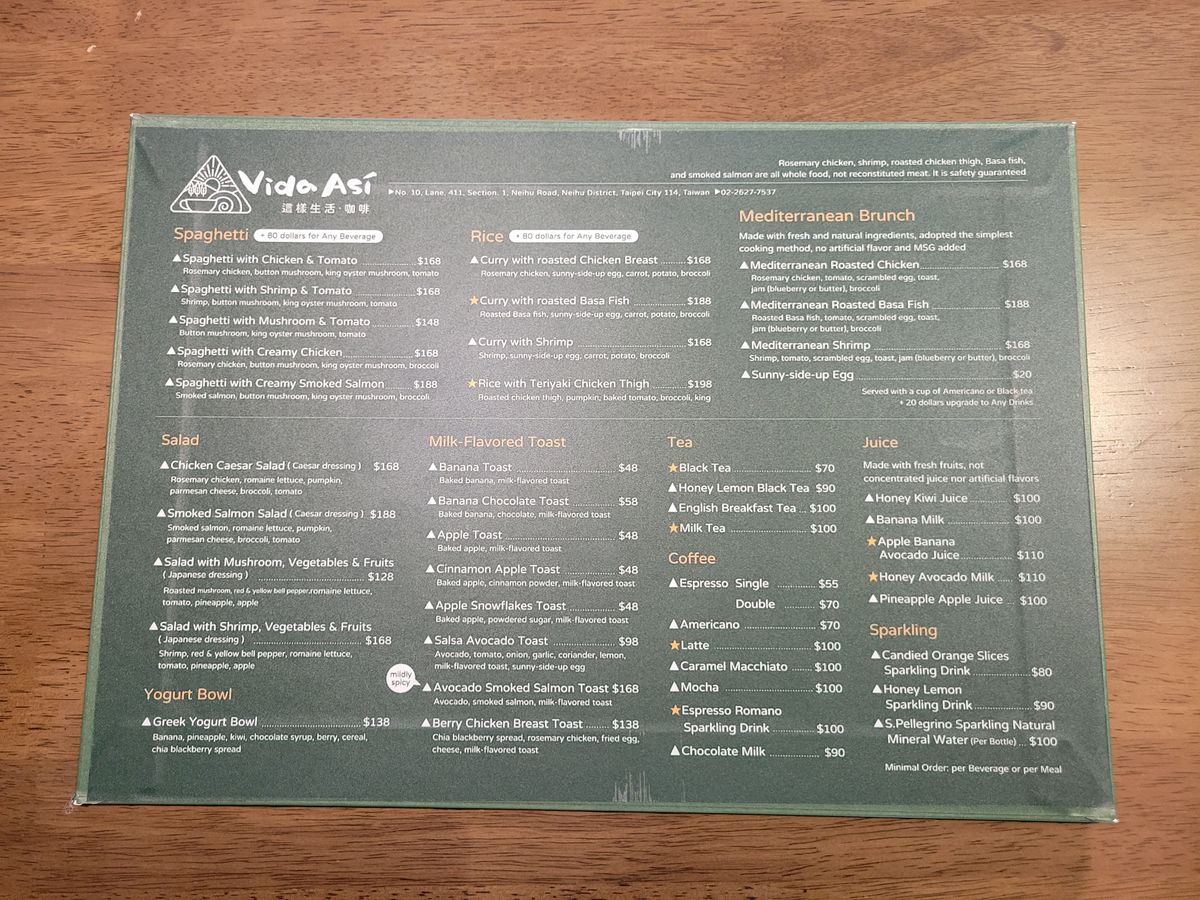 Vida Así
這樣生活·咖啡
▶No. 10, Lane, 411, Section. 1, Neihu Road, Neihu District, Taipei City 114, Taiwan ▶02-2627-7537
Rosemary chicken, shrimp, roasted chicken thigh, Basa fish,
and smoked salmon are all whole food, not reconstituted meat. It is safety guaranteed
Spaghetti + 80 dollars for Any Beverage
▲Spaghetti with Chicken & Tomato $168
Rosemary chicken, button mushroom, king oyster mushroom, tomato
▲Spaghetti with Shrimp & Tomato $168
Shrimp, button mushroom, king oyster mushroom, tomato
▲Spaghetti with Mushroom & Tomato $148
Button mushroom, king oyster mushroom, tomato
▲Spaghetti with Creamy Chicken $168
Rosemary chicken, button mushroom, king oyster mushroom, broccoli
▲Spaghetti with Creamy Smoked Salmon $188
Smoked salmon, button mushroom, king oyster mushroom, broccoli
Rice + 80 dollars for Any Beverage
▲Curry with roasted Chicken Breast $168
Rosemary chicken, sunny-side-up egg, carrot, potato, broccoli
★Curry with roasted Basa Fish $188
Roasted Basa fish, sunny-side-up egg, carrot, potato, broccoli
▲Curry with Shrimp $168
Shrimp, sunny-side-up egg, carrot, potato, broccoli
★Rice with Teriyaki Chicken Thigh $198
Roasted chicken thigh, pumpkin, baked tomato, broccoli, king
Mediterranean Brunch
Made with fresh and natural ingredients, adopted the simplest
cooking method, no artificial flavor and MSG added
▲Mediterranean Roasted Chicken $168
Rosemary chicken, tomato, scrambled egg, toast,
jam (blueberry or butter), broccoli
▲Mediterranean Roasted Basa Fish $188
Roasted Basa fish, tomato, scrambled egg, toast,
jam (blueberry or butter), broccoli
▲Mediterranean Shrimp $168
Shrimp, tomato, scrambled egg, toast, jam (blueberry or butter), broccoli
▲Sunny-side-up Egg $20
Served with a cup of Americano or Black tea
+ 20 dollars upgrade to Any Drinks
Salad
▲Chicken Caesar Salad ( Caesar dressing ) $168
Rosemary chicken, romaine lettuce, pumpkin,
parmesan cheese, broccoli, tomato
▲Smoked Salmon Salad ( Caesar dressing ) $188
Smoked salmon, romaine lettuce, pumpkin,
parmesan cheese, broccoli, tomato
▲Salad with Mushroom, Vegetables & Fruits
( Japanese dressing ) $128
Roasted mushroom, red & yellow bell pepper,romaine lettuce,
tomato, pineapple, apple
▲Salad with Shrimp, Vegetables & Fruits
( Japanese dressing ) $168
Shrimp, red & yellow bell pepper, romaine lettuce,
tomato, pineapple, apple
Yogurt Bowl
▲Greek Yogurt Bowl $138
Banana, pineapple, kiwi, chocolate syrup, berry, cereal,
chia blackberry spread
Milk-Flavored Toast
▲Banana Toast $48
Baked banana, milk-flavored toast
▲Banana Chocolate Toast $58
Baked banana, chocolate, milk-flavored toast
▲Apple Toast $48
Baked apple, milk-flavored toast
▲Cinnamon Apple Toast $48
Baked apple, cinnamon powder, milk-flavored toast
▲Apple Snowflakes Toast $48
Baked apple, powdered sugar, milk-flavored toast
▲Salsa Avocado Toast $98
Avocado, tomato, onion, garlic, coriander, lemon,
milk-flavored toast, sunny-side-up egg
mildly
spicy
▲Avocado Smoked Salmon Toast $168
Avocado, smoked salmon, milk-flavored toast
▲Berry Chicken Breast Toast $138
Chia blackberry spread, rosemary chicken, fried egg,
cheese, milk-flavored toast
Tea
★Black Tea $70
▲Honey Lemon Black Tea $90
▲English Breakfast Tea $100
★Milk Tea $100
Coffee
▲Espresso Single $55
Double $70
▲Americano $70
★Latte $100
▲Caramel Macchiato $100
▲Mocha $100
★Espresso Romano
Sparkling Drink $100
▲Chocolate Milk $90
Juice
Made with fresh fruits, not
concentrated juice nor artificial flavors
▲Honey Kiwi Juice $100
▲Banana Milk $100
★Apple Banana
Avocado Juice $110
★Honey Avocado Milk $110
▲Pineapple Apple Juice $100
Sparkling
▲Candied Orange Slices
Sparkling Drink $80
▲Honey Lemon
Sparkling Drink $90
▲S.Pellegrino Sparkling Natural
Mineral Water (Per Bottle) $100
Minimal Order: per Beverage or per Meal